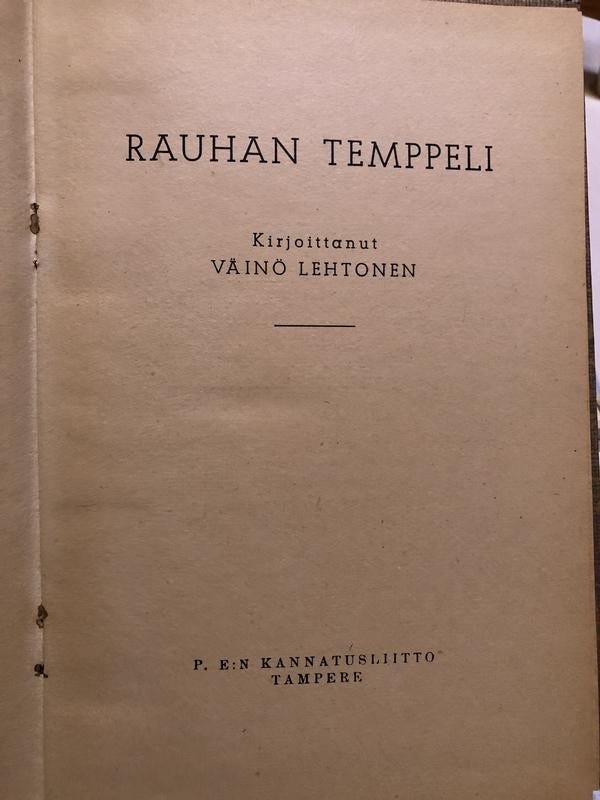 RAUHAN TEMPPELI
Kirjoittanut
VÄINÖ LEHTONEN
P. E:N KANNATUSLIITTO
TAMPERE